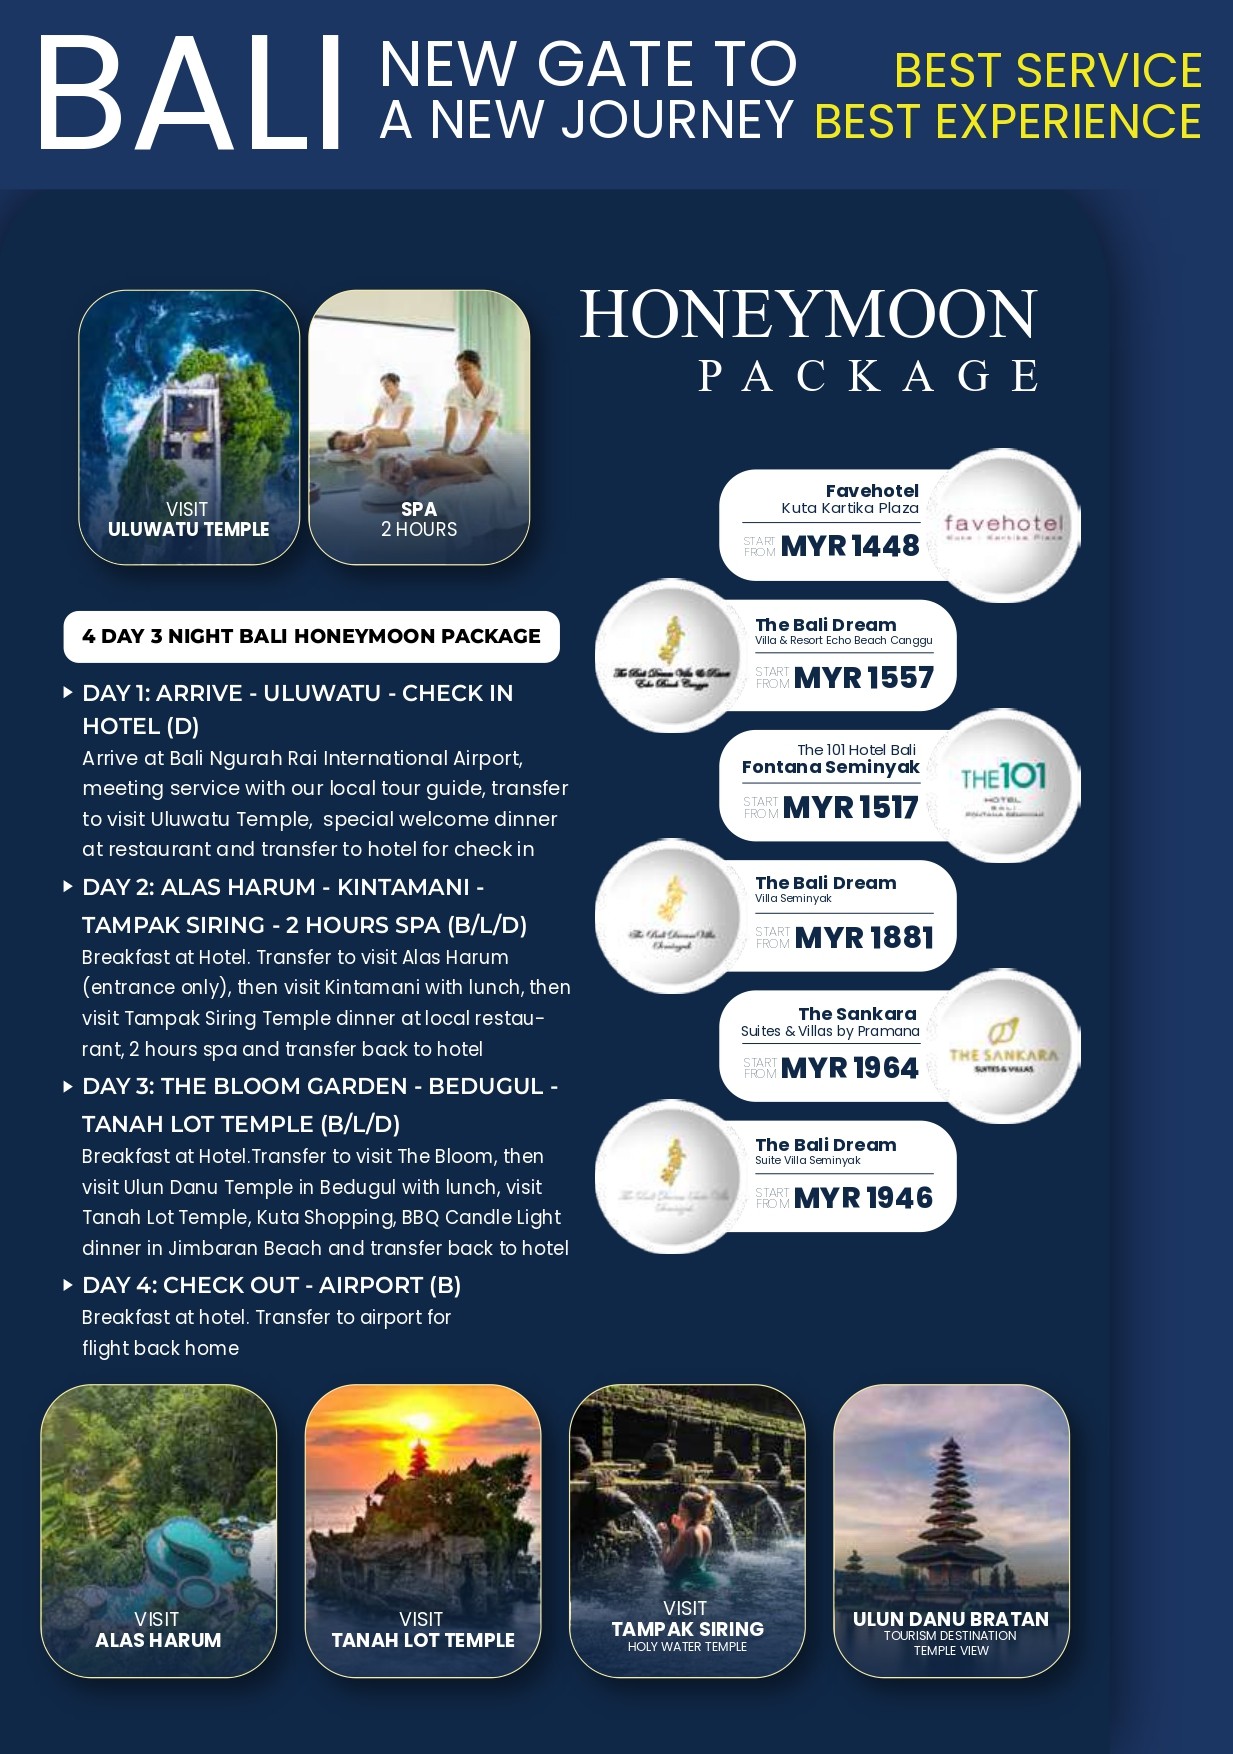 BALI
NEW GATE TO
A NEW JOURNEY
BEST SERVICE
BEST EXPERIENCE
HONEYMOON
PACKAGE
VISIT
ULUWATU TEMPLE
SPA
2 HOURS
4 DAY 3 NIGHT BALI HONEYMOON PACKAGE
DAY 1: ARRIVE - ULUWATU - CHECK IN
HOTEL (D)
Arrive at Bali Ngurah Rai International Airport,
meeting service with our local tour guide, transfer
to visit Uluwatu Temple, special welcome dinner
at restaurant and transfer to hotel for check in
DAY 2: ALAS HARUM - KINTAMANI -
TAMPAK SIRING - 2 HOURS SPA (B/L/D)
Breakfast at Hotel. Transfer to visit Alas Harum
(entrance only), then visit Kintamani with lunch, then
visit Tampak Siring Temple dinner at local restau-
rant, 2 hours spa and transfer back to hotel
DAY 3: THE BLOOM GARDEN - BEDUGUL -
TANAH LOT TEMPLE (B/L/D)
Breakfast at Hotel.Transfer to visit The Bloom, then
visit Ulun Danu Temple in Bedugul with lunch, visit
Tanah Lot Temple, Kuta Shopping, BBQ Candle Light
dinner in Jimbaran Beach and transfer back to hotel
DAY 4: CHECK OUT - AIRPORT (B)
Breakfast at hotel. Transfer to airport for
flight back home
Favehotel
Kuta Kartika Plaza
START FROM MYR 1448
favehotel
Kuta - Kartika Plaza
The Bali Dream Villa & Resort
Echo Beach Canggu
The Bali Dream
Villa & Resort Echo Beach Canggu
START FROM MYR 1557
The 101 Hotel Bali
Fontana Seminyak
START FROM MYR 1517
THE 101
HOTEL
BALI
FONTANA SEMINYAK
The Bali Dream Villa
Seminyak
The Bali Dream
Villa Seminyak
START FROM MYR 1881
The Sankara
Suites & Villas by Pramana
START FROM MYR 1964
THE SANKARA
SUITES & VILLAS
The Bali Dream Suite Villa
Seminyak
The Bali Dream
Suite Villa Seminyak
START FROM MYR 1946
VISIT
ALAS HARUM
VISIT
TANAH LOT TEMPLE
VISIT
TAMPAK SIRING
HOLY WATER TEMPLE
ULUN DANU BRATAN
TOURISM DESTINATION
TEMPLE VIEW